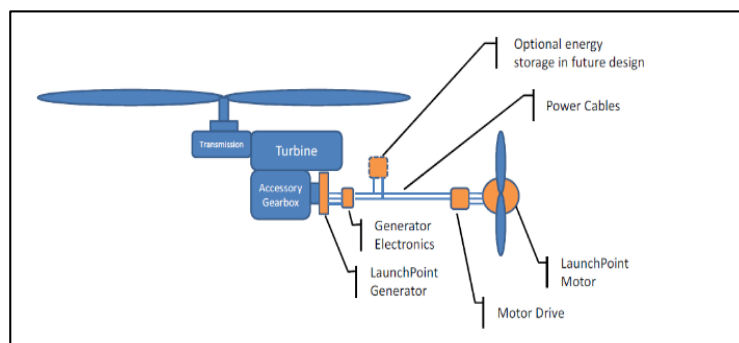 Optional energy
storage in future design
Power Cables
Transmission
Turbine
Accessory
Gearbox
Generator
Electronics
LaunchPoint
Generator
LaunchPoint
Motor
Motor Drive